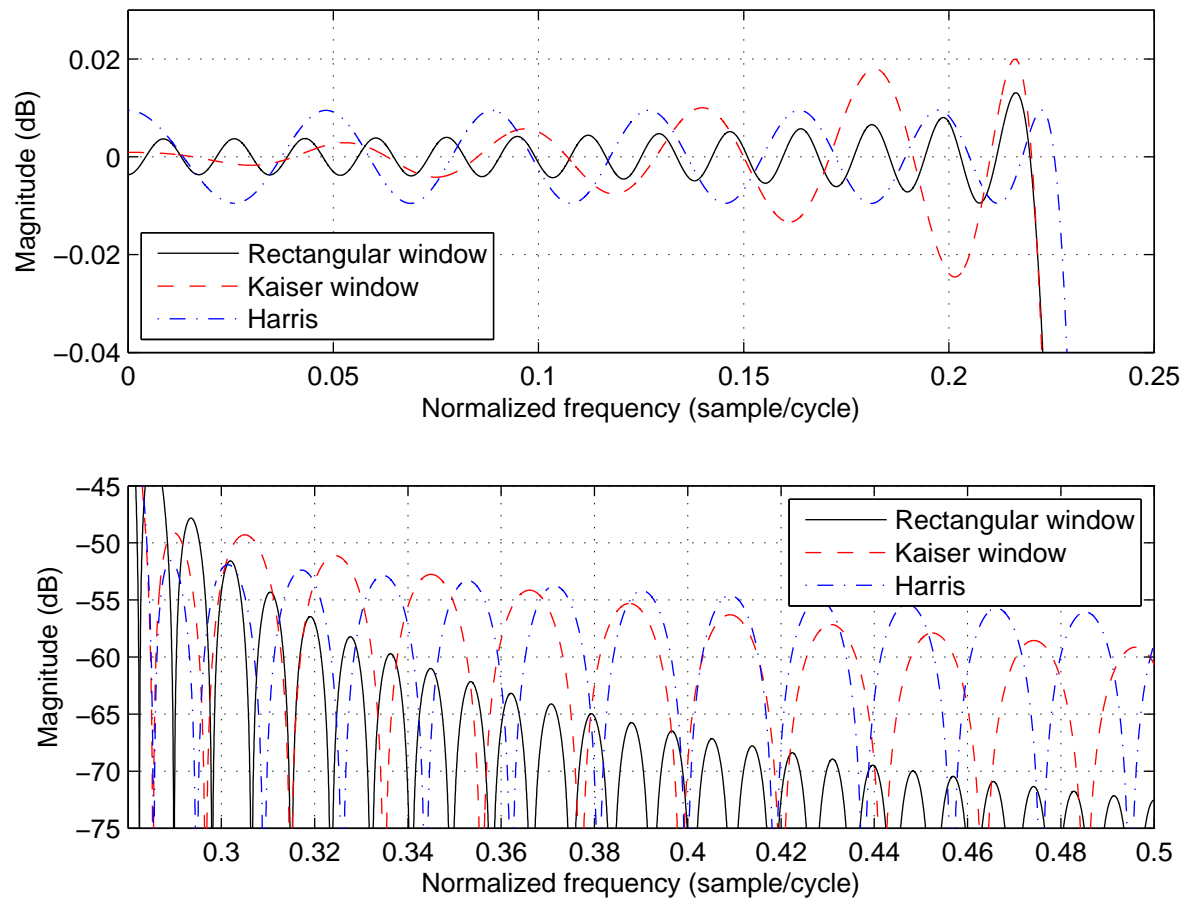 0.02
0
−0.02
−0.04
Magnitude (dB)
Rectangular window
Kaiser window
Harris
0 0.05 0.1 0.15 0.2 0.25
Normalized frequency (sample/cycle)
−45
−50
−55
−60
−65
−70
−75
Magnitude (dB)
Rectangular window
Kaiser window
Harris
0.3 0.32 0.34 0.36 0.38 0.4 0.42 0.44 0.46 0.48 0.5
Normalized frequency (sample/cycle)